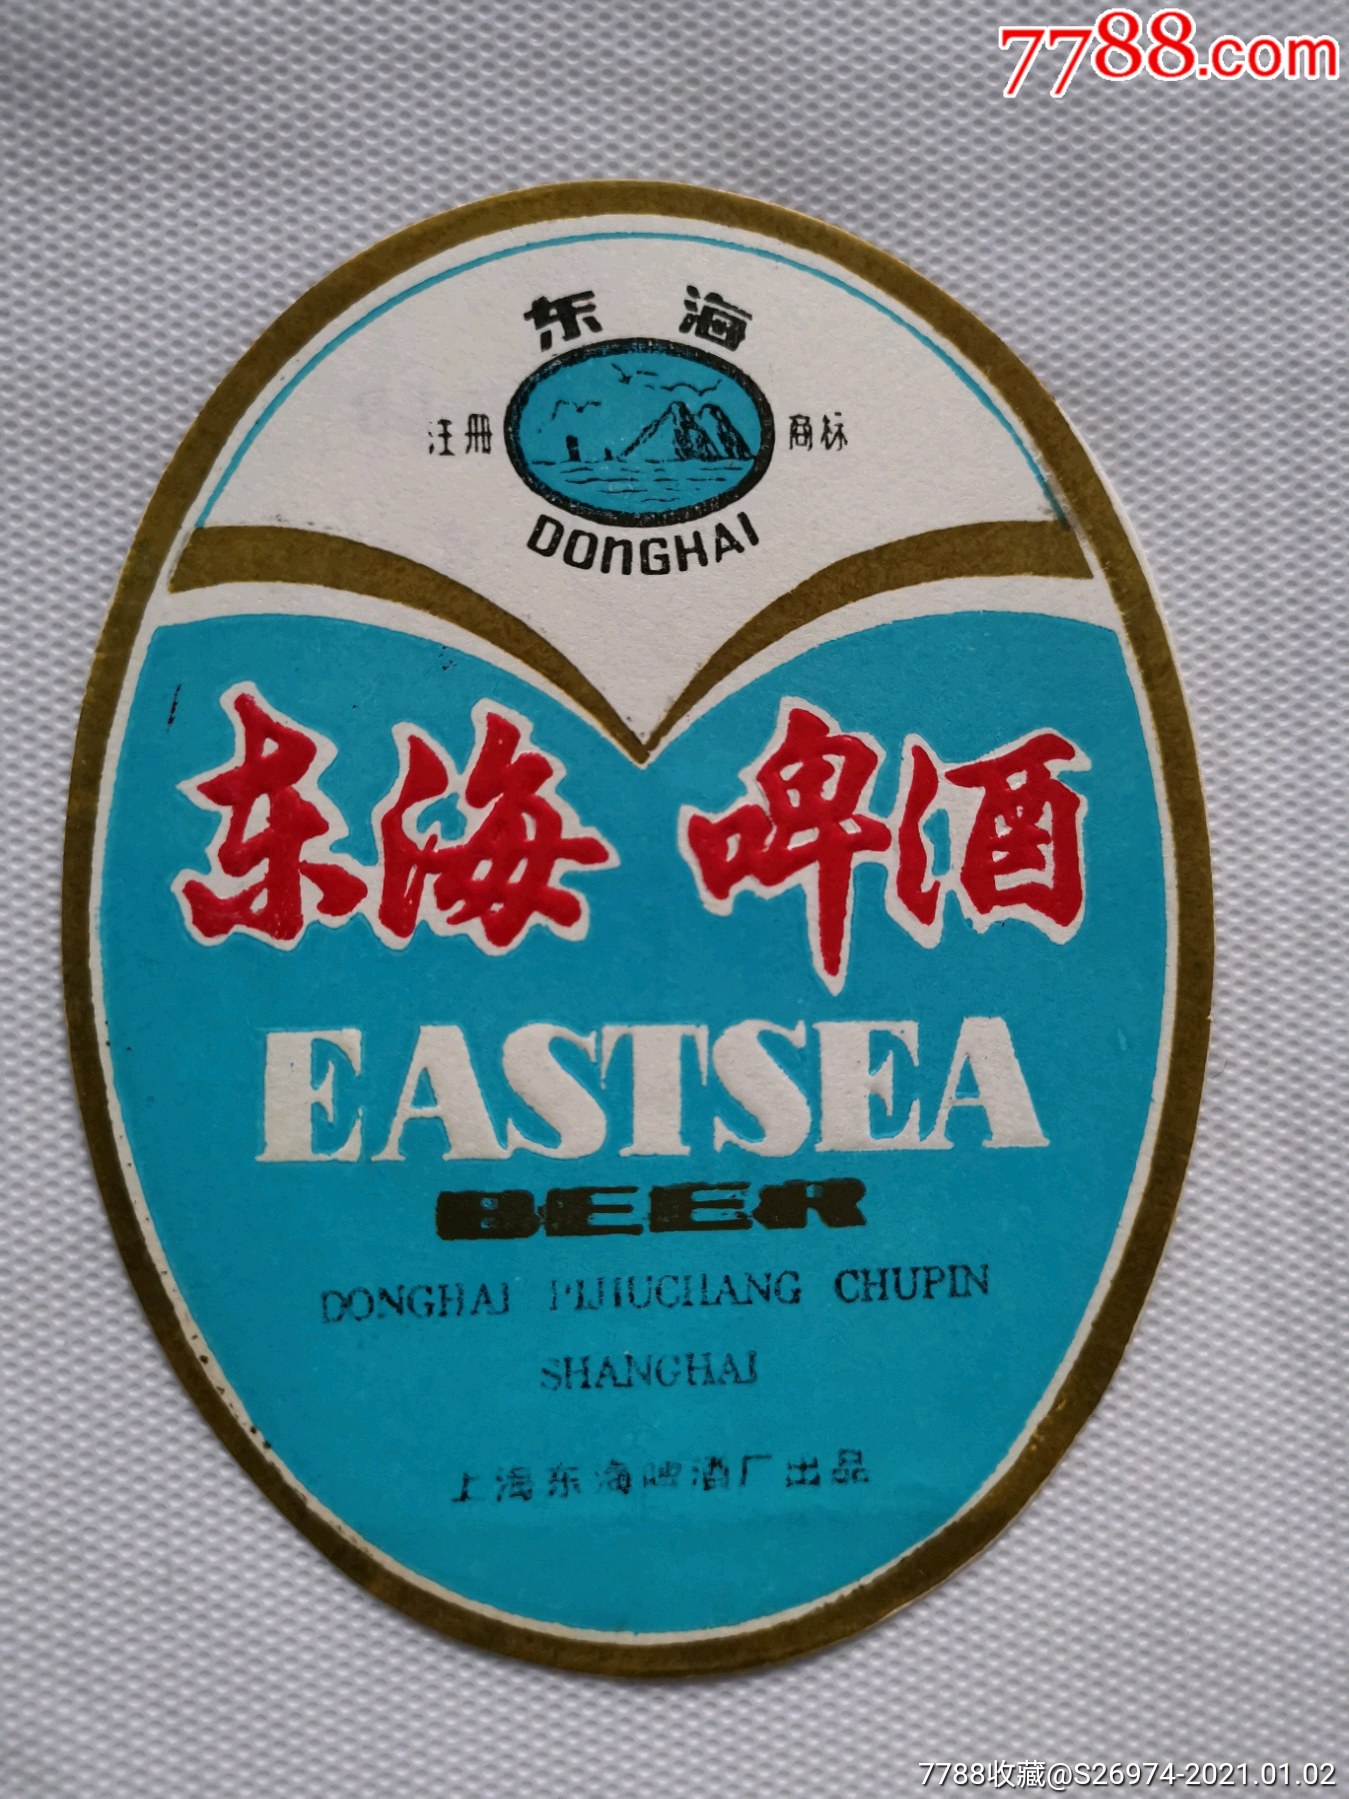 7788.com
东海
注册 商标
DONGHAI
东海 啤酒
EASTSEA
BEER
DONGHAI PIJIUCHANG CHUPIN
SHANGHAI
上海东海啤酒厂出品
7788收藏@S26974-2021.01.02